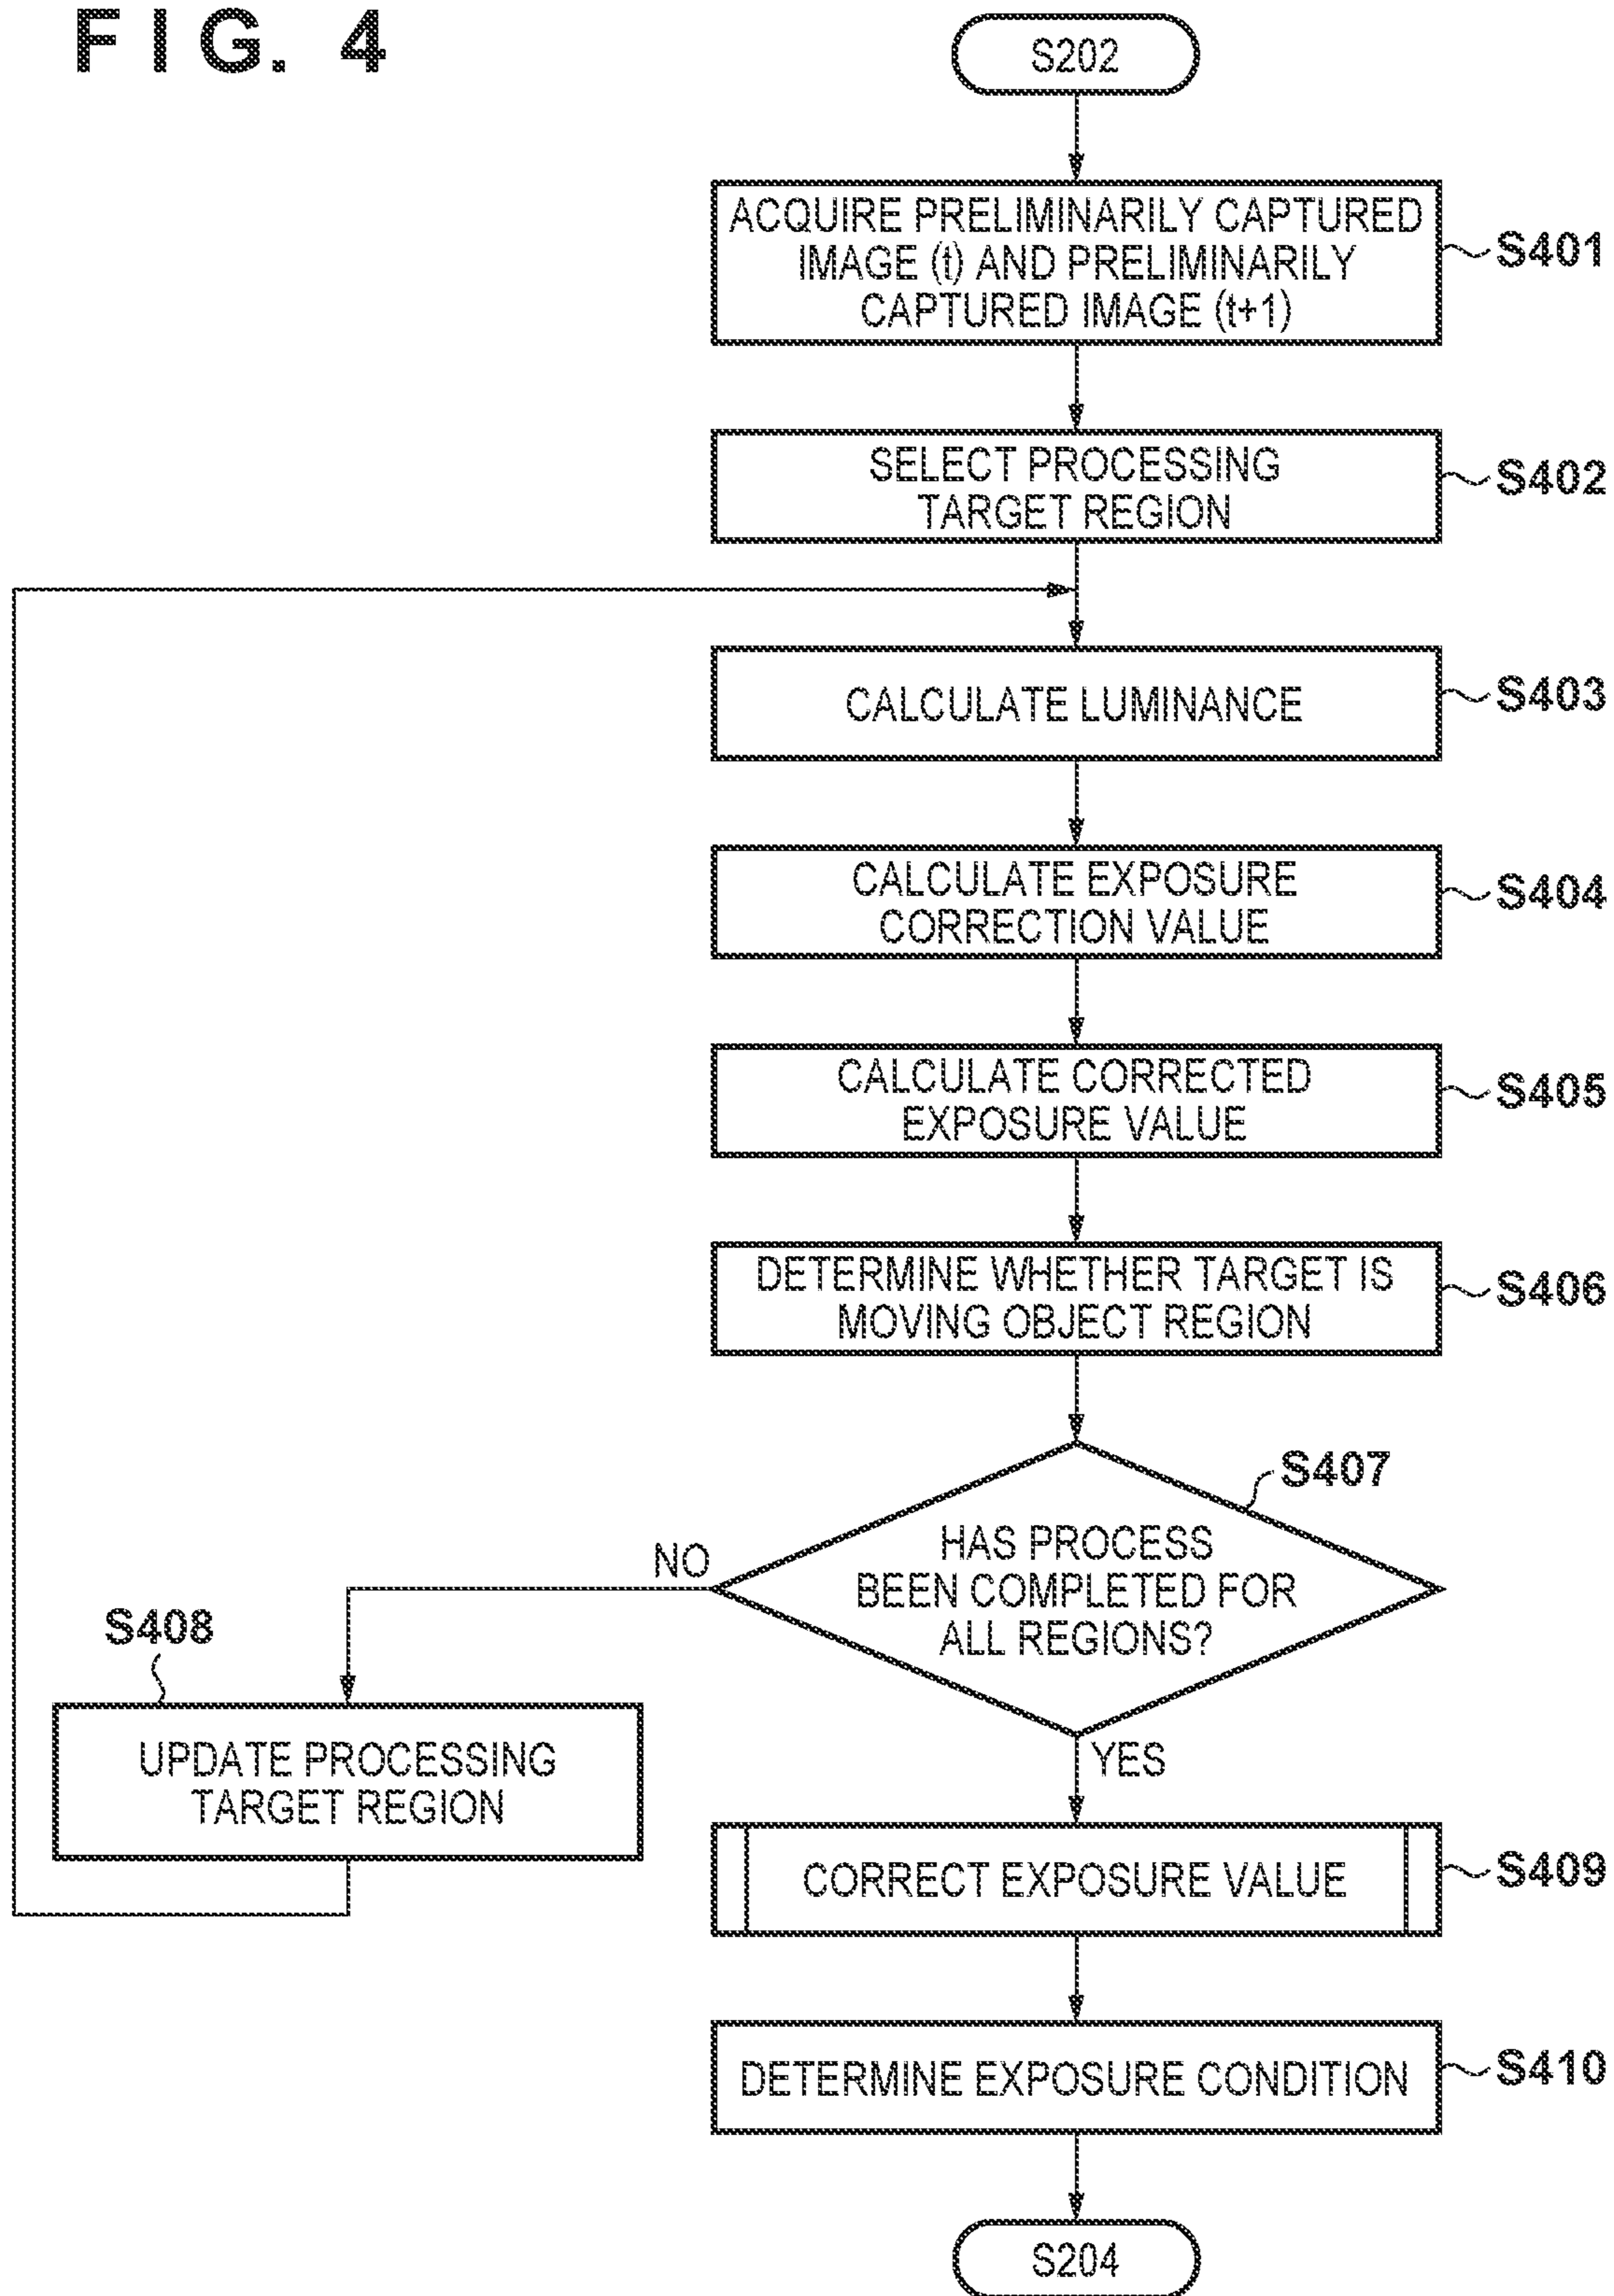 FIG. 4
S202
ACQUIRE PRELIMINARILY CAPTURED
IMAGE (t) AND PRELIMINARILY
CAPTURED IMAGE (t+1)
S401
SELECT PROCESSING
TARGET REGION
S402
CALCULATE LUMINANCE
S403
CALCULATE EXPOSURE
CORRECTION VALUE
S404
CALCULATE CORRECTED
EXPOSURE VALUE
S405
DETERMINE WHETHER TARGET IS
MOVING OBJECT REGION
S406
S407
HAS PROCESS
BEEN COMPLETED FOR
ALL REGIONS?
NO
S408
UPDATE PROCESSING
TARGET REGION
YES
CORRECT EXPOSURE VALUE
S409
DETERMINE EXPOSURE CONDITION
S410
S204